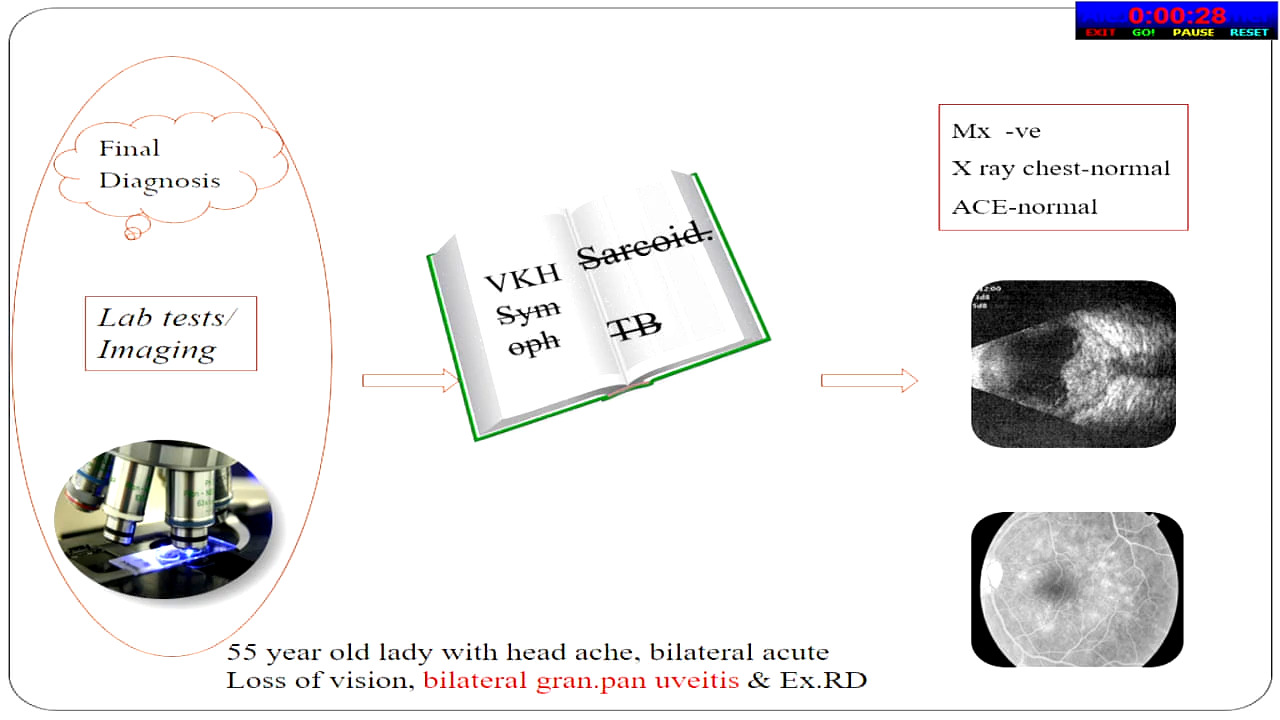 0:00:28
EXIT GO! PAUSE RESET
Final
Diagnosis
Lab tests/
Imaging
VKH
Sym
oph
Sarcoid.
TB
Mx -ve
X ray chest-normal
ACE-normal
55 year old lady with head ache, bilateral acute
Loss of vision, bilateral gran.pan uveitis & Ex.RD